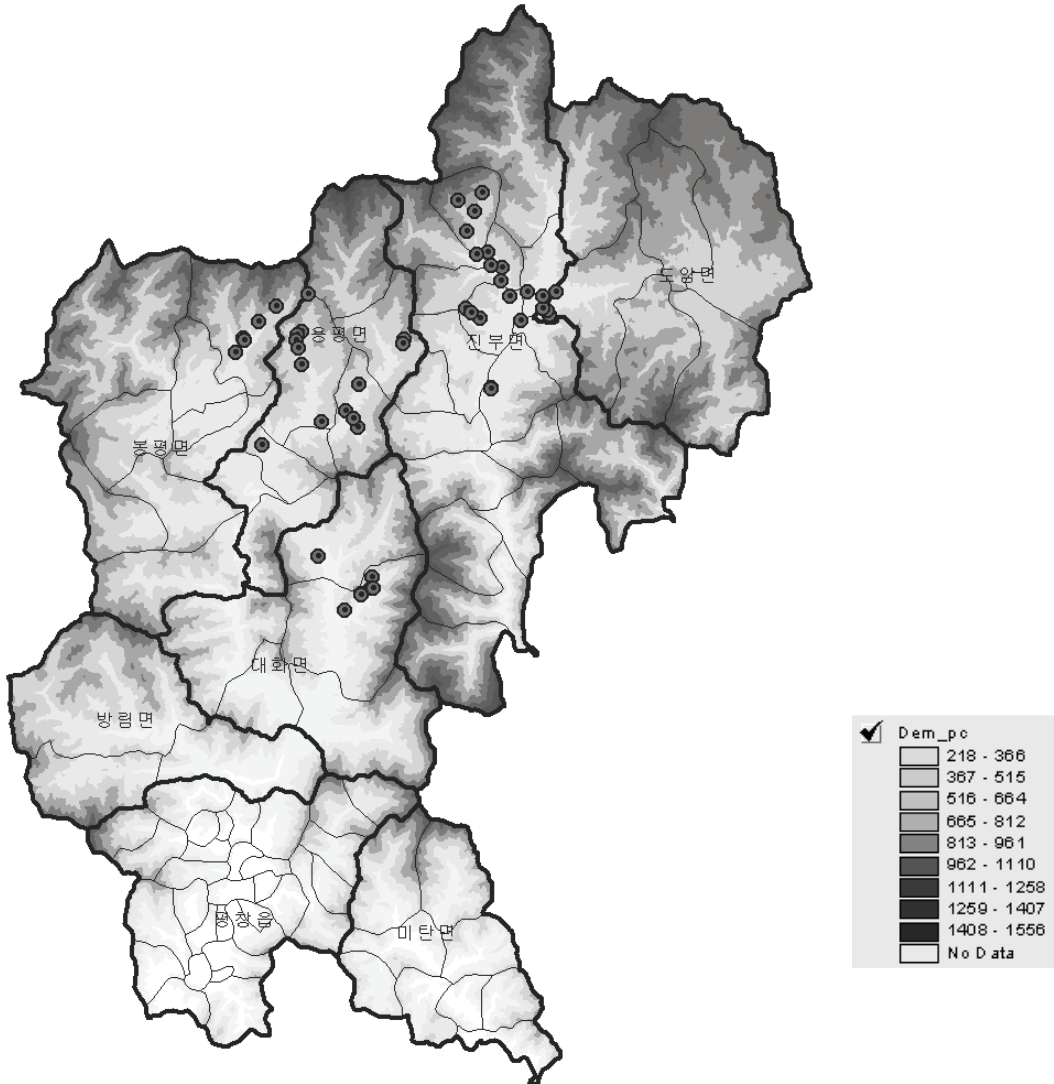 도암면
용평면
진부면
봉평면
대화면
방림면
평창읍
미탄면
Dem_pc
218 - 366
367 - 515
516 - 664
665 - 812
813 - 961
962 - 1110
1111 - 1258
1259 - 1407
1408 - 1556
No Data